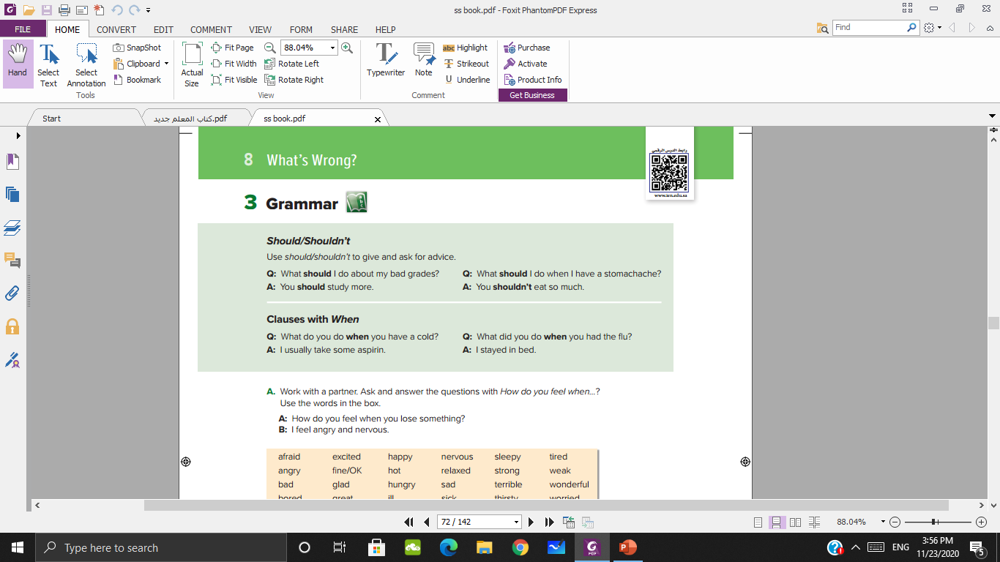 ss book.pdf - Foxit PhantomPDF Express
FILE HOME CONVERT EDIT COMMENT VIEW FORM SHARE HELP
Find
Hand
Select Text
Select Annotation
SnapShot
Clipboard
Bookmark
Tools
Actual Size
Fit Page
Fit Width
Fit Visible
88.04%
Rotate Left
Rotate Right
View
Typewriter
Note
Highlight
Strikeout
Underline
Comment
Purchase
Activate
Product Info
Get Business
Start
كتاب المعلم جديد.pdf
ss book.pdf
8 What's Wrong?
رابط الدرس الرقمي
www.ien.edu.sa
3 Grammar
Should/Shouldn't
Use should/shouldn't to give and ask for advice.
Q: What should I do about my bad grades? Q: What should I do when I have a stomachache?
A: You should study more. A: You shouldn't eat so much.
Clauses with When
Q: What do you do when you have a cold? Q: What did you do when you had the flu?
A: I usually take some aspirin. A: I stayed in bed.
A. Work with a partner. Ask and answer the questions with How do you feel when...?
Use the words in the box.
A: How do you feel when you lose something?
B: I feel angry and nervous.
afraid excited happy nervous sleepy tired
angry fine/OK hot relaxed strong weak
bad glad hungry sad terrible wonderful
bored great ill sick thirsty worried
72 / 142
88.04%
Type here to search
ENG
3:56 PM
11/23/2020
5